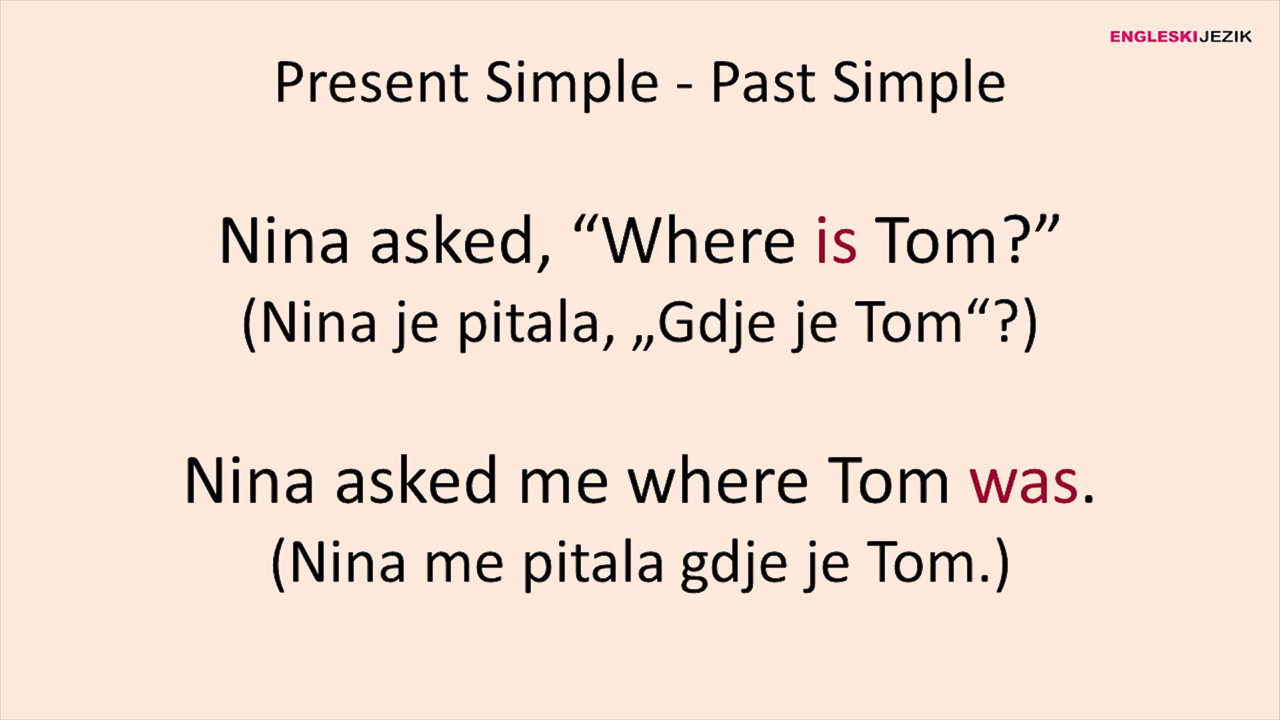 ENGLESKIJEZIK
Present Simple - Past Simple
Nina asked, “Where is Tom?”
(Nina je pitala, „Gdje je Tom“?)
Nina asked me where Tom was.
(Nina me pitala gdje je Tom.)